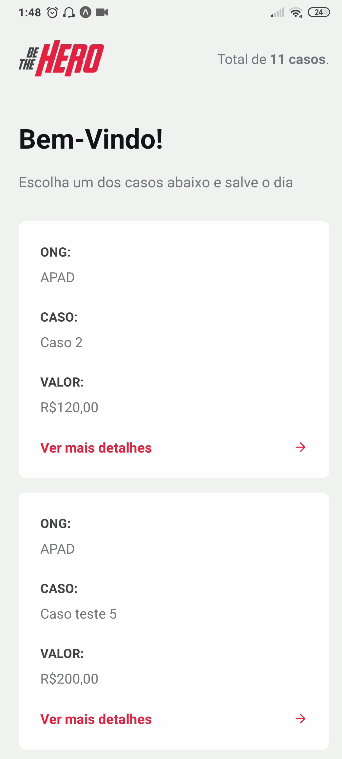 1:48
24
BE THE HERO
Total de 11 casos.
Bem-Vindo!
Escolha um dos casos abaixo e salve o dia
ONG:
APAD
CASO:
Caso 2
VALOR:
R$120,00
Ver mais detalhes
ONG:
APAD
CASO:
Caso teste 5
VALOR:
R$200,00
Ver mais detalhes